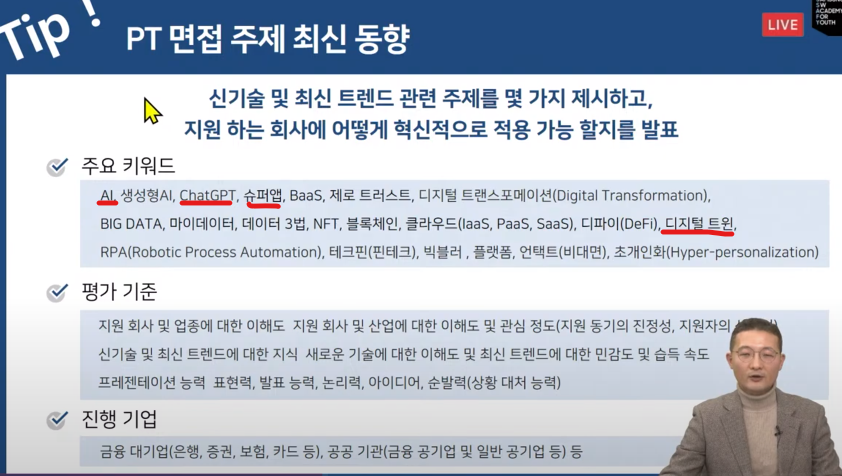 Tip!
PT 면접 주제 최신 동향
LIVE
SW
ACADEMY
FOR
YOUTH
신기술 및 최신 트렌드 관련 주제를 몇 가지 제시하고,
지원 하는 회사에 어떻게 혁신적으로 적용 가능 할지를 발표
주요 키워드
AI, 생성형AI, ChatGPT, 슈퍼앱, BaaS, 제로 트러스트, 디지털 트랜스포메이션(Digital Transformation),
BIG DATA, 마이데이터, 데이터 3법, NFT, 블록체인, 클라우드(IaaS, PaaS, SaaS), 디파이(DeFi), 디지털 트윈,
RPA(Robotic Process Automation), 테크핀(핀테크), 빅블러 , 플랫폼, 언택트(비대면), 초개인화(Hyper-personalization)
평가 기준
지원 회사 및 업종에 대한 이해도 지원 회사 및 산업에 대한 이해도 및 관심 정도(지원 동기의 진정성, 지원자의
신기술 및 최신 트렌드에 대한 지식 새로운 기술에 대한 이해도 및 최신 트렌드에 대한 민감도 및 습득 속도
프레젠테이션 능력 표현력, 발표 능력, 논리력, 아이디어, 순발력(상황 대처 능력)
진행 기업
금융 대기업(은행, 증권, 보험, 카드 등), 공공 기관(금융 공기업 및 일반 공기업 등) 등